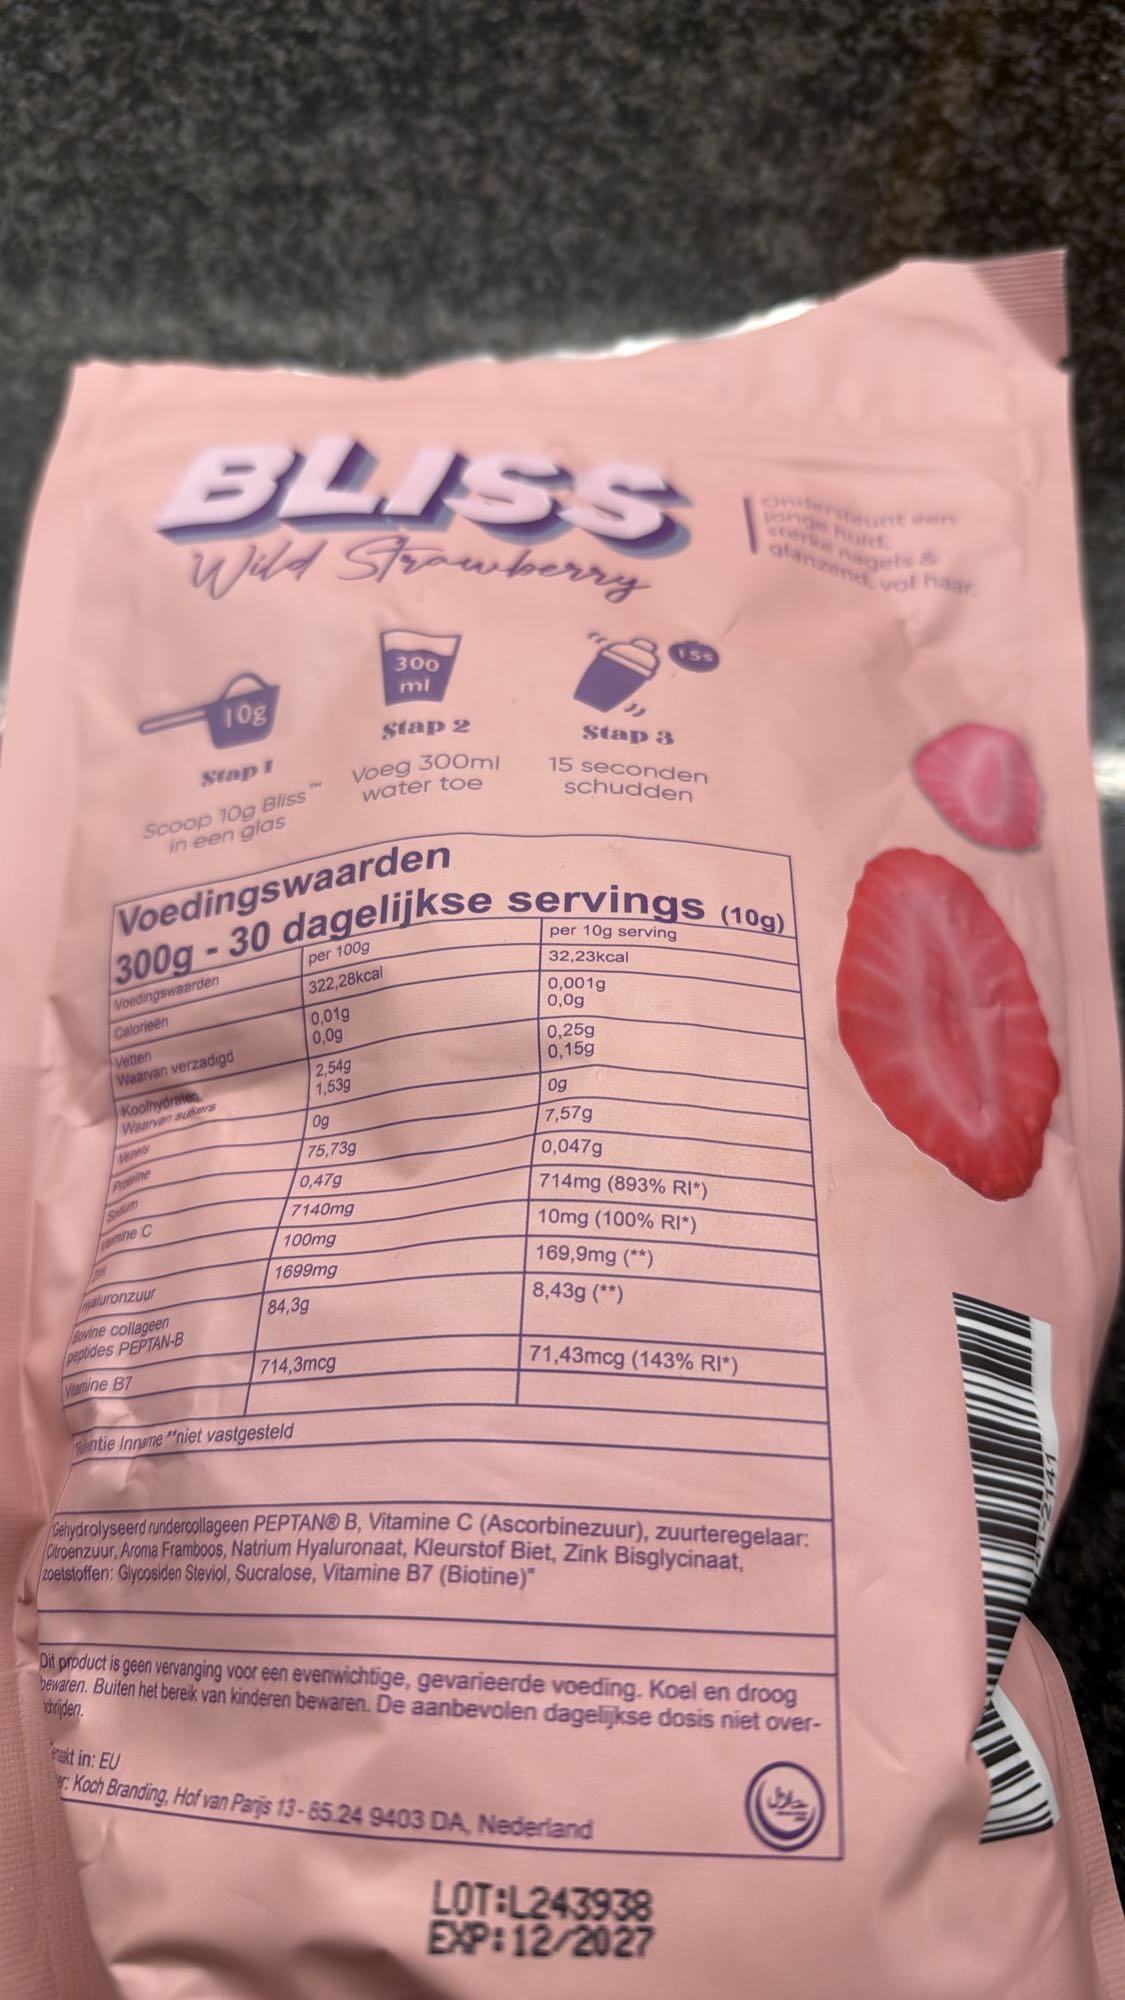 BLISS
Wild Strawberry
Ondersteunt een
jonge huid,
sterke nagels &
glanzend, vol haar.
10g
300
ml
15s
Stap 1
Stap 2
Stap 3
Scoop 10g Bliss™
in een glas
Voeg 300ml
water toe
15 seconden
schudden
Voedingswaarden
300g - 30 dagelijkse servings (10g)
Voedingswaarden per 100g per 10g serving
Calorieën 322,28kcal 32,23kcal
Vetten 0,01g 0,001g
Waarvan verzadigd 0,0g 0,0g
Koolhydraten 2,54g 0,25g
Waarvan suikers 1,53g 0,15g
Vezels 0g 0g
Proteïne 75,73g 7,57g
Sodium 0,47g 0,047g
Vitamine C 7140mg 714mg (893% RI*)
Zink 100mg 10mg (100% RI*)
Hyaluronzuur 1699mg 169,9mg (**)
Bovine collageen
peptides PEPTAN-B 84,3g 8,43g (**)
Vitamine B7 714,3mcg 71,43mcg (143% RI*)
Inname **niet vastgesteld
Gehydrolyseerd rundercollageen PEPTAN® B, Vitamine C (Ascorbinezuur), zuurteregelaar:
Citroenzuur, Aroma Framboos, Natrium Hyaluronaat, Kleurstof Biet, Zink Bisglycinaat,
zoetstoffen: Glycosiden Steviol, Sucralose, Vitamine B7 (Biotine)"
Dit product is geen vervanging voor een evenwichtige, gevarieerde voeding. Koel en droog
bewaren. Buiten het bereik van kinderen bewaren. De aanbevolen dagelijkse dosis niet over-
schrijden.
in: EU
Koch Branding, Hof van Parijs 13 - 85.24 9403 DA, Nederland
حلال
LOT:L243938
EXP:12/2027